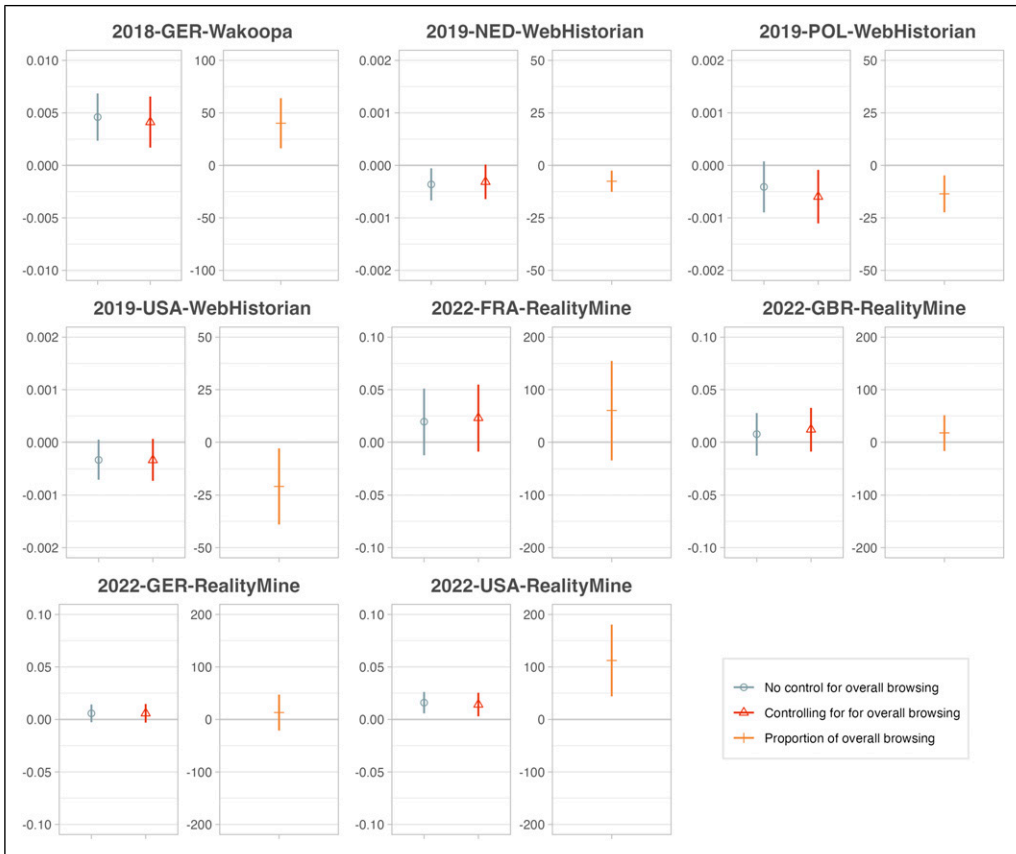 2018-GER-Wakoopa 2019-NED-WebHistorian 2019-POL-WebHistorian
0.010 100 0.002 50 0.002 50
0.005 50 0.001 25 0.001 25
0.000 0 0.000 0 0.000 0
-0.005 -50 -0.001 -25 -0.001 -25
-0.010 -100 -0.002 -50 -0.002 -50
2019-USA-WebHistorian 2022-FRA-RealityMine 2022-GBR-RealityMine
0.002 50 0.10 200 0.10 200
0.001 25 0.05 100 0.05 100
0.000 0 0.00 0 0.00 0
-0.001 -25 -0.05 -100 -0.05 -100
-0.002 -50 -0.10 -200 -0.10 -200
2022-GER-RealityMine 2022-USA-RealityMine
0.10 200 0.10 200
0.05 100 0.05 100
0.00 0 0.00 0
-0.05 -100 -0.05 -100
-0.10 -200 -0.10 -200
No control for overall browsing
Controlling for for overall browsing
Proportion of overall browsing